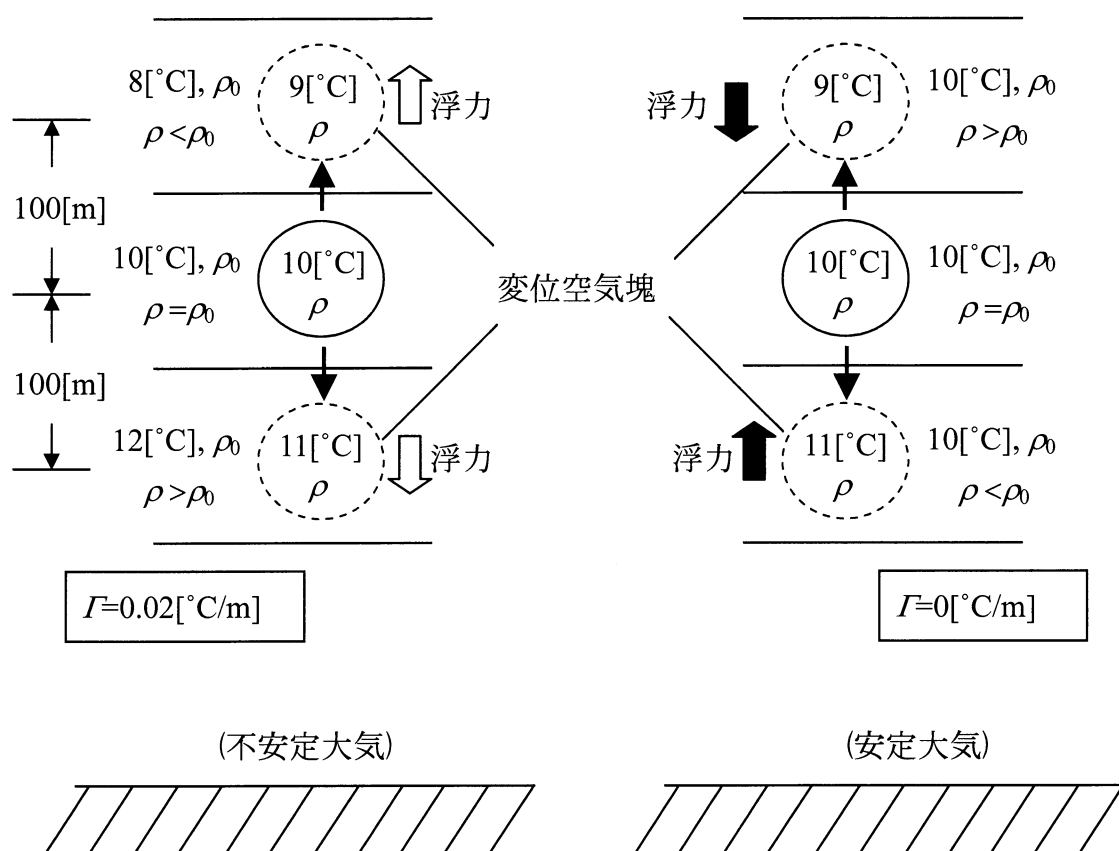 8[˚C], ρ₀
ρ<ρ₀
9[˚C]
ρ
浮力
浮力
9[˚C]
ρ
10[˚C], ρ₀
ρ>ρ₀
100[m]
10[˚C], ρ₀
ρ=ρ₀
10[˚C]
ρ
変位空気塊
10[˚C]
ρ
10[˚C], ρ₀
ρ=ρ₀
100[m]
12[˚C], ρ₀
ρ>ρ₀
11[˚C]
ρ
浮力
浮力
11[˚C]
ρ
10[˚C], ρ₀
ρ<ρ₀
Γ=0.02[˚C/m]
Γ=0[˚C/m]
(不安定大気)
(安定大気)